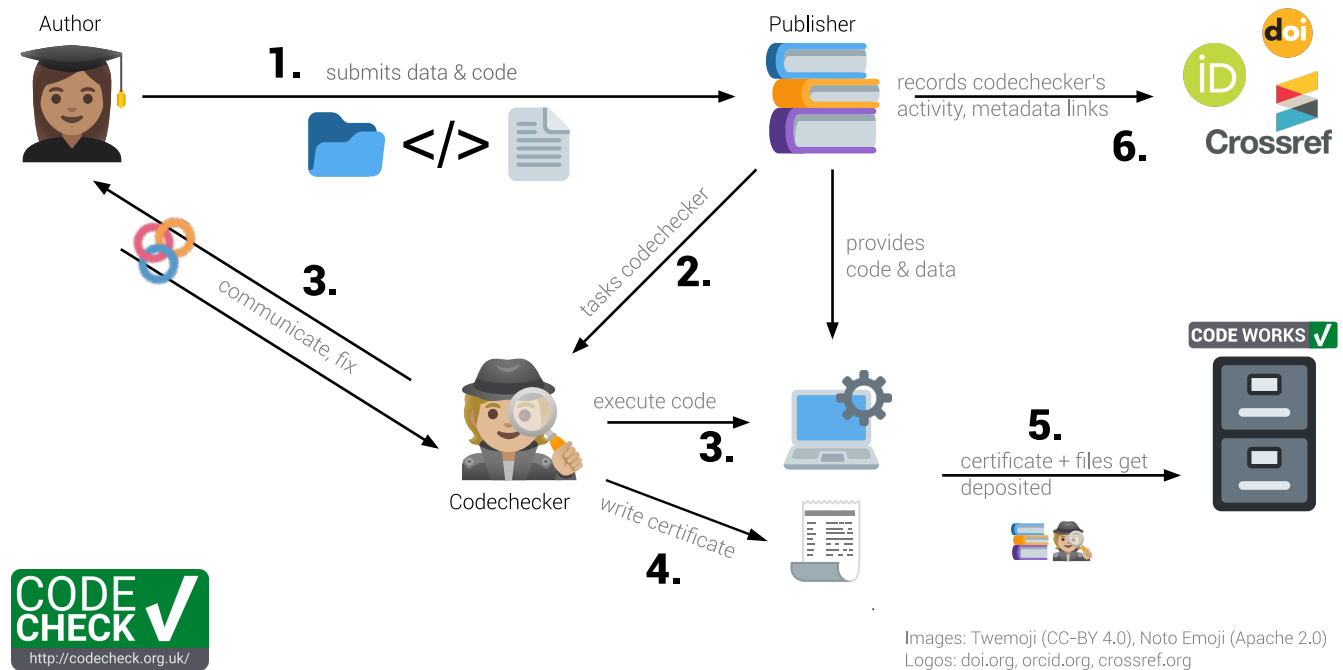 Author
Publisher
1.
submits data & code
</>
records codechecker's
activity, metadata links
6.
doi
iD
Crossref
tasks codechecker
2.
provides
code & data
3.
communicate, fix
CODE WORKS
execute code
3.
5.
certificate + files get
deposited
Codechecker
write certificate
4.
CODE
CHECK
http://codecheck.org.uk/
Images: Twemoji (CC-BY 4.0), Noto Emoji (Apache 2.0)
Logos: doi.org, orcid.org, crossref.org